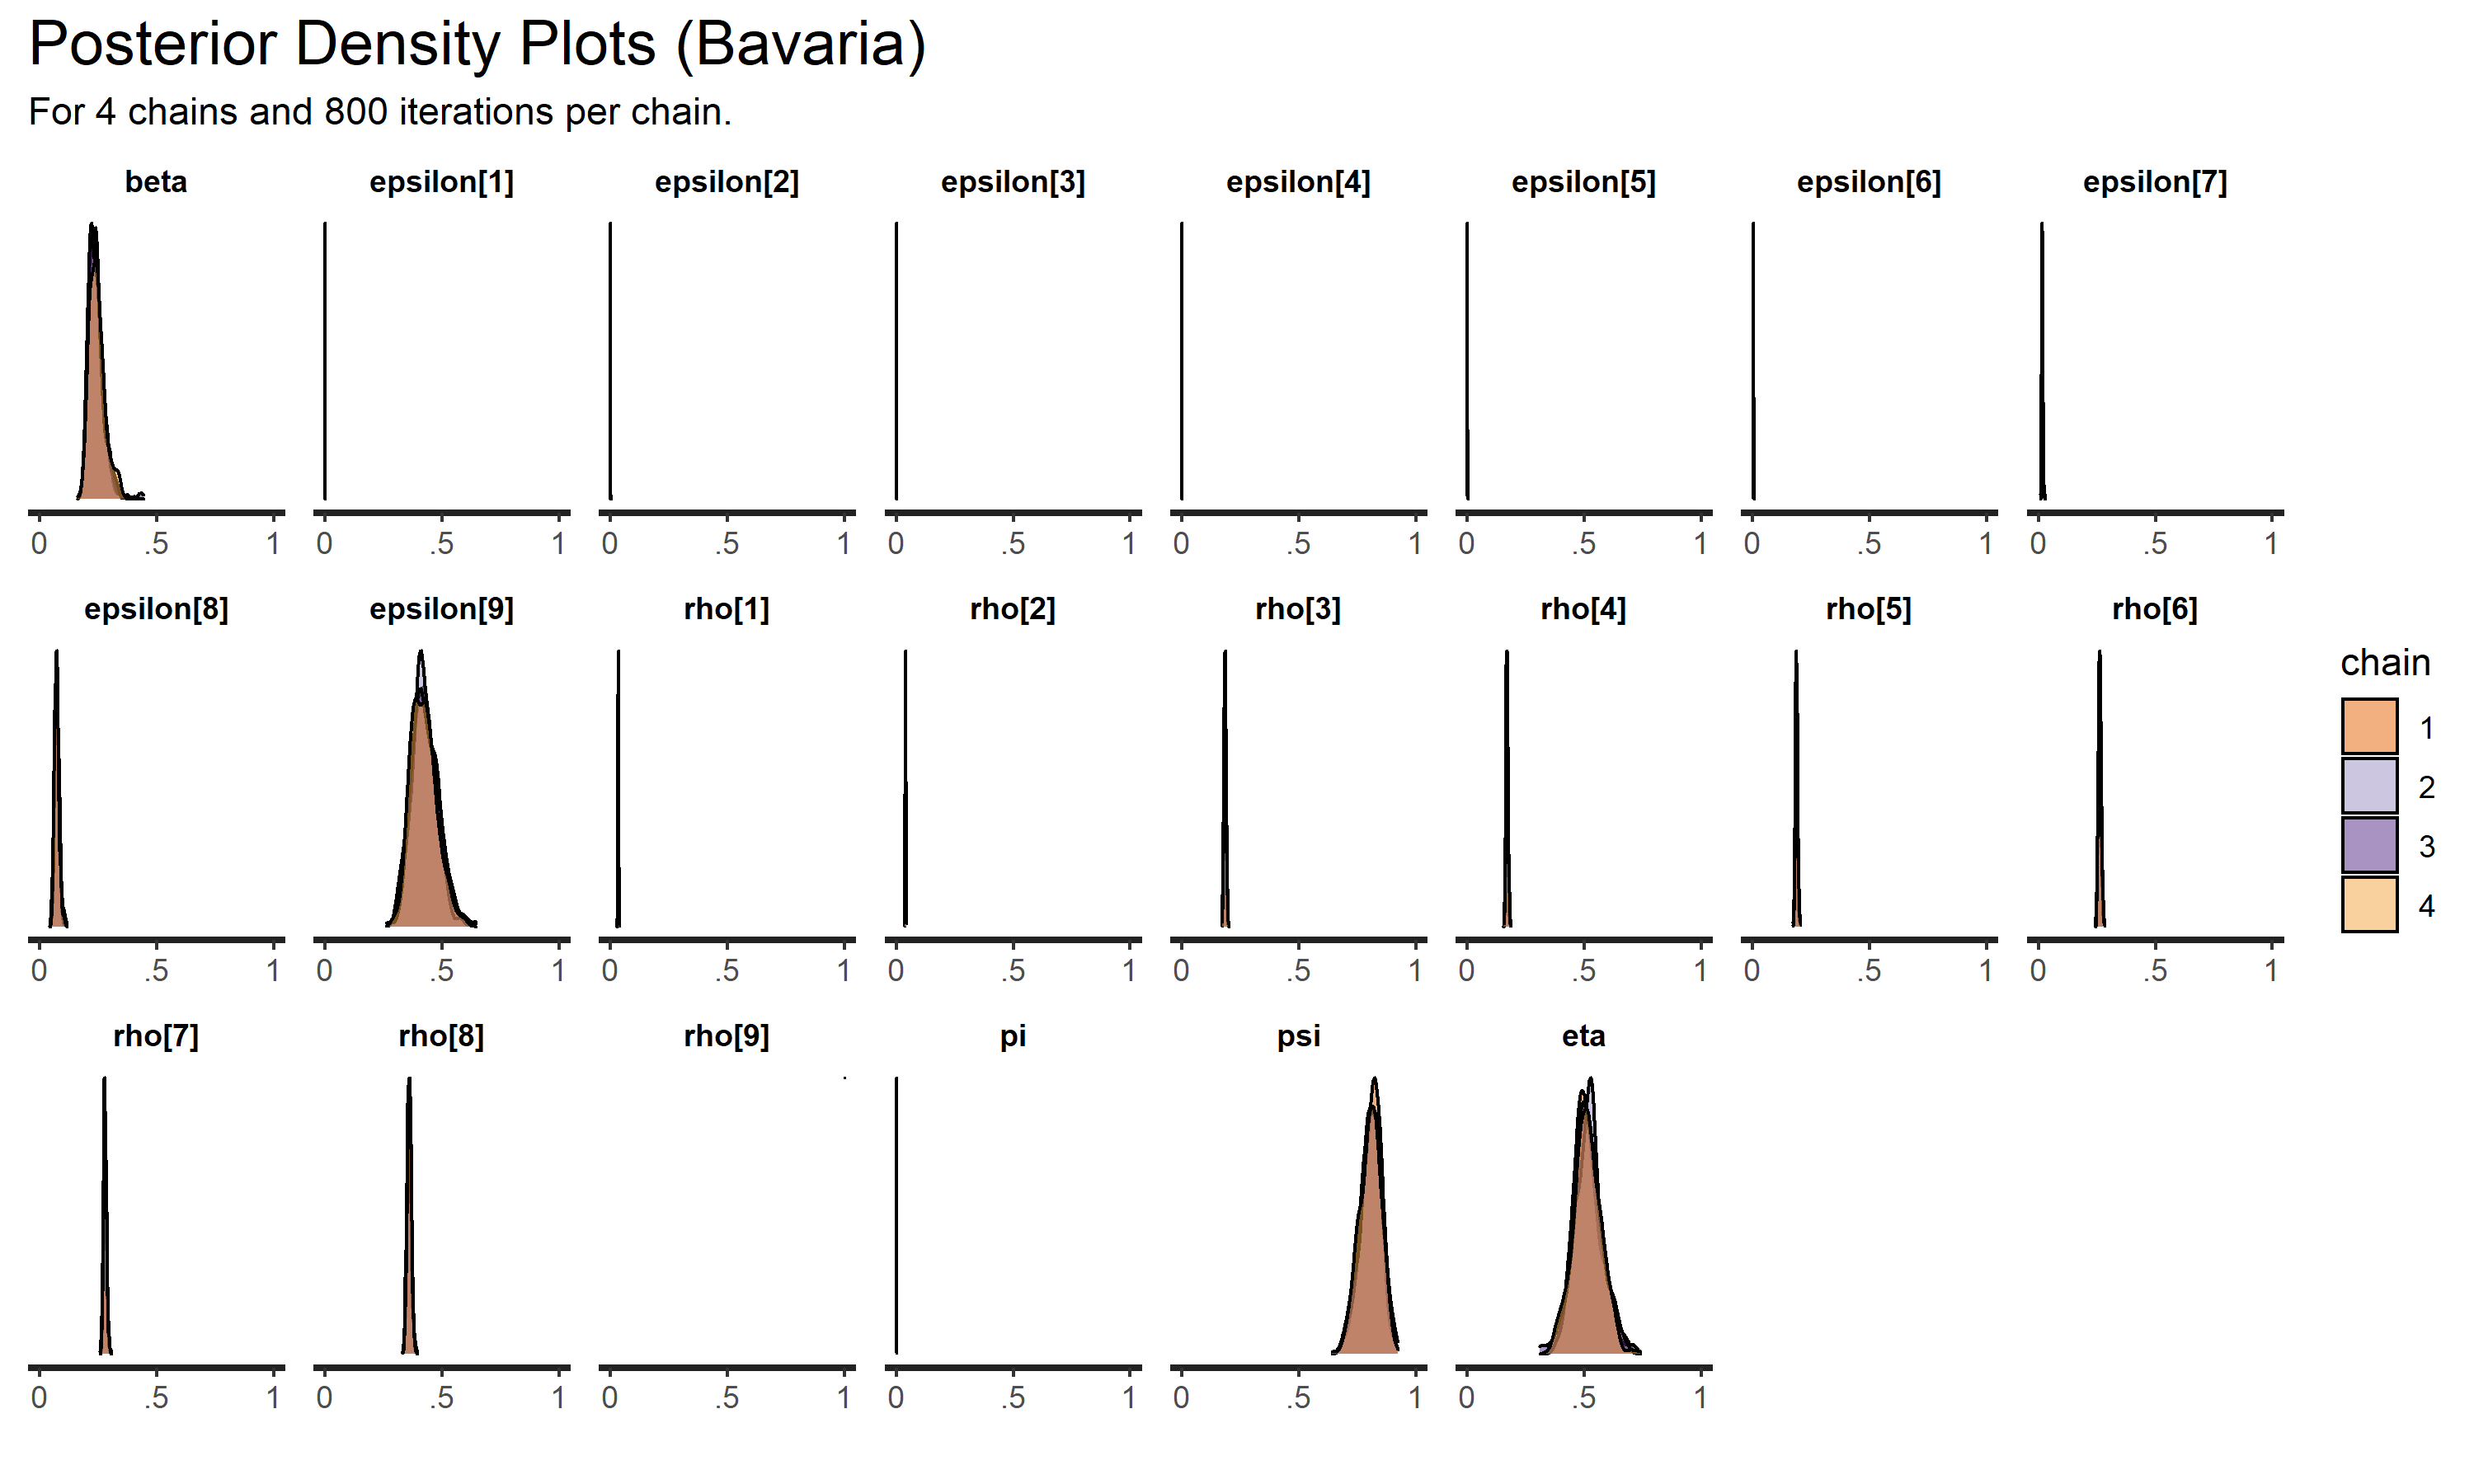 Posterior Density Plots (Bavaria)
For 4 chains and 800 iterations per chain.
beta epsilon[1] epsilon[2] epsilon[3] epsilon[4] epsilon[5] epsilon[6] epsilon[7]
0 .5 1 0 .5 1 0 .5 1 0 .5 1 0 .5 1 0 .5 1 0 .5 1 0 .5 1
epsilon[8] epsilon[9] rho[1] rho[2] rho[3] rho[4] rho[5] rho[6]
0 .5 1 0 .5 1 0 .5 1 0 .5 1 0 .5 1 0 .5 1 0 .5 1 0 .5 1
rho[7] rho[8] rho[9] pi psi eta
0 .5 1 0 .5 1 0 .5 1 0 .5 1 0 .5 1 0 .5 1
chain
1
2
3
4